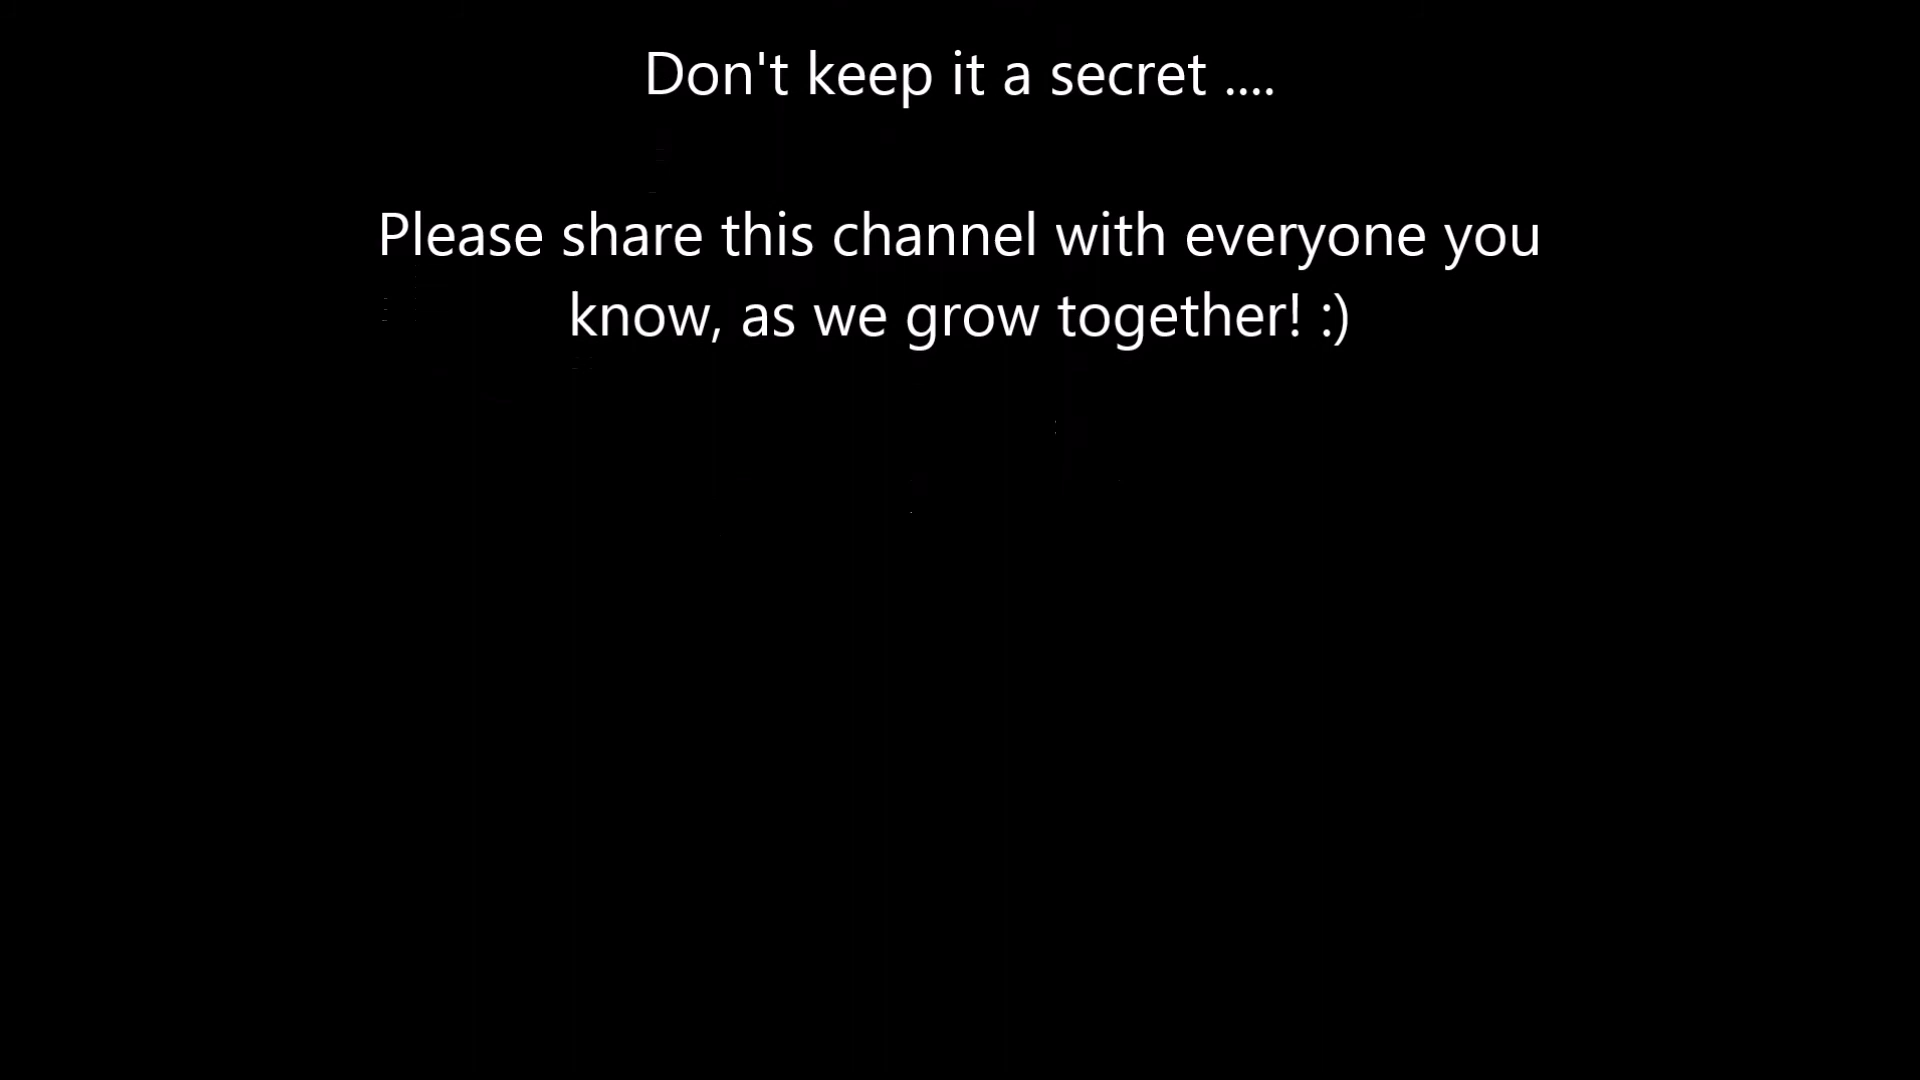 Don't keep it a secret ....
Please share this channel with everyone you
know, as we grow together! :)